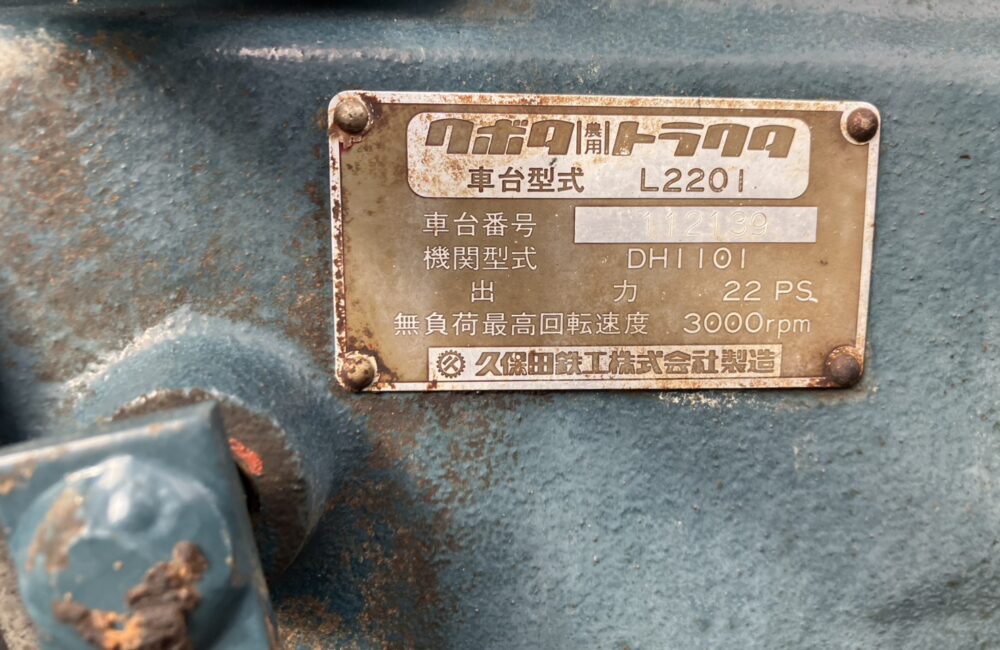 クボタ農用トラクタ
車台型式 L2201
車台番号 112139
機関型式 DH1101
出力 22 PS
無負荷最高回転速度 3000rpm
久保田鉄工株式会社製造